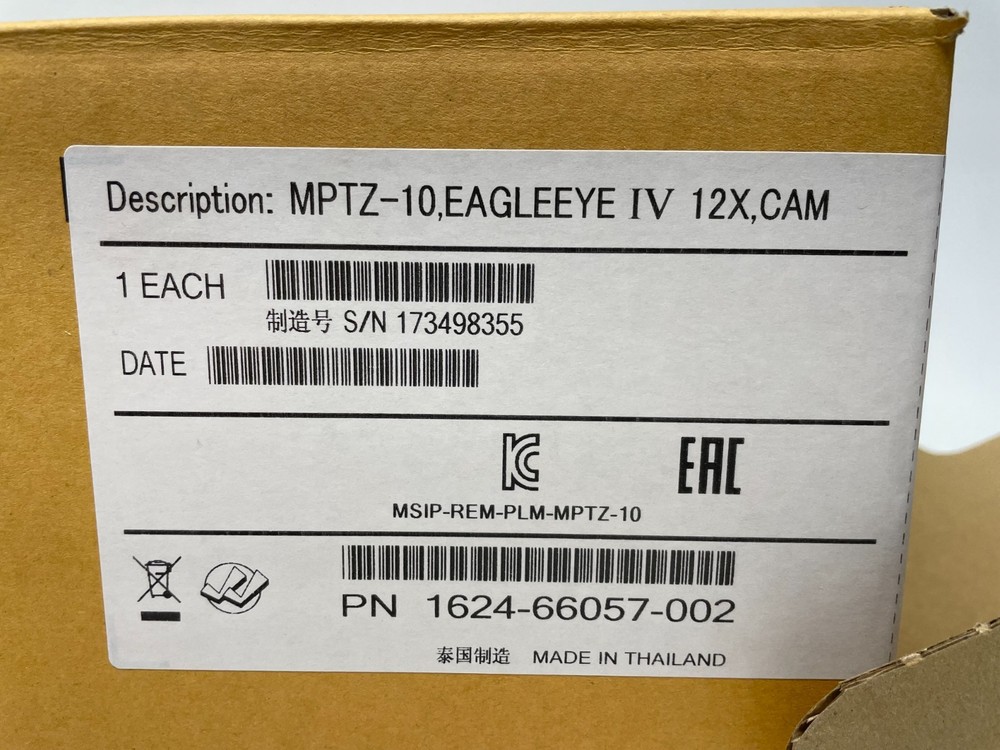 Description: MPTZ-10,EAGLEEYE IV 12X,CAM
1 EACH
制造号 S/N 173498355
DATE
EAC
MSIP-REM-PLM-MPTZ-10
PN 1624-66057-002
泰国制造 MADE IN THAILAND